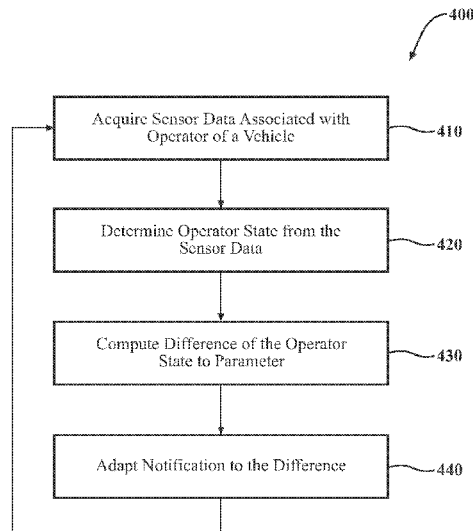 400
Acquire Sensor Data Associated with
Operator of a Vehicle
410
Determine Operator State from the
Sensor Data
420
Compute Difference of the Operator
State to Parameter
430
Adapt Notification to the Difference
440